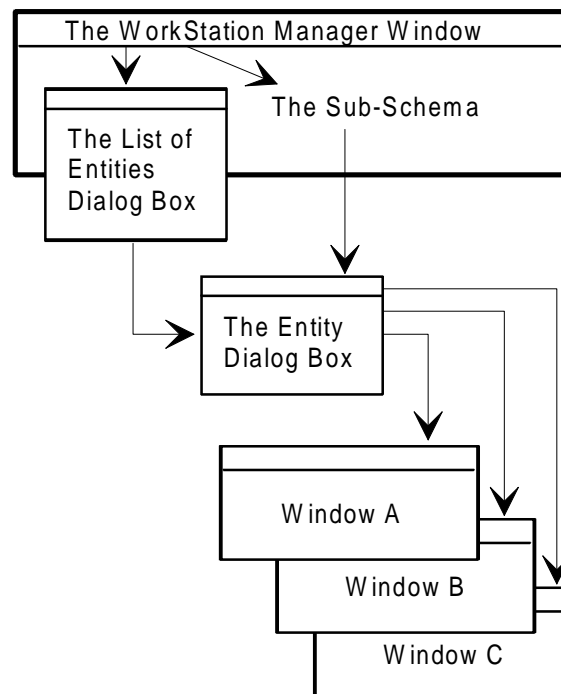 The WorkStation Manager Window
The Sub-Schema
The List of
Entities
Dialog Box
The Entity
Dialog Box
Window A
Window B
Window C